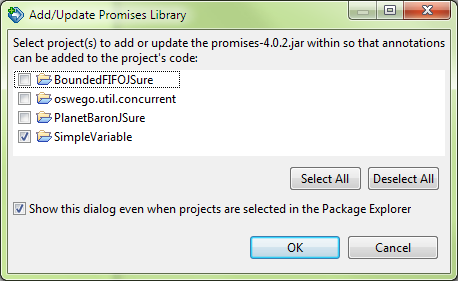 Add/Update Promises Library
Select project(s) to add or update the promises-4.0.2.jar within so that annotations
can be added to the project's code:
BoundedFIFOJSure
oswego.util.concurrent
PlanetBaronJSure
SimpleVariable
Select All
Deselect All
Show this dialog even when projects are selected in the Package Explorer
OK
Cancel